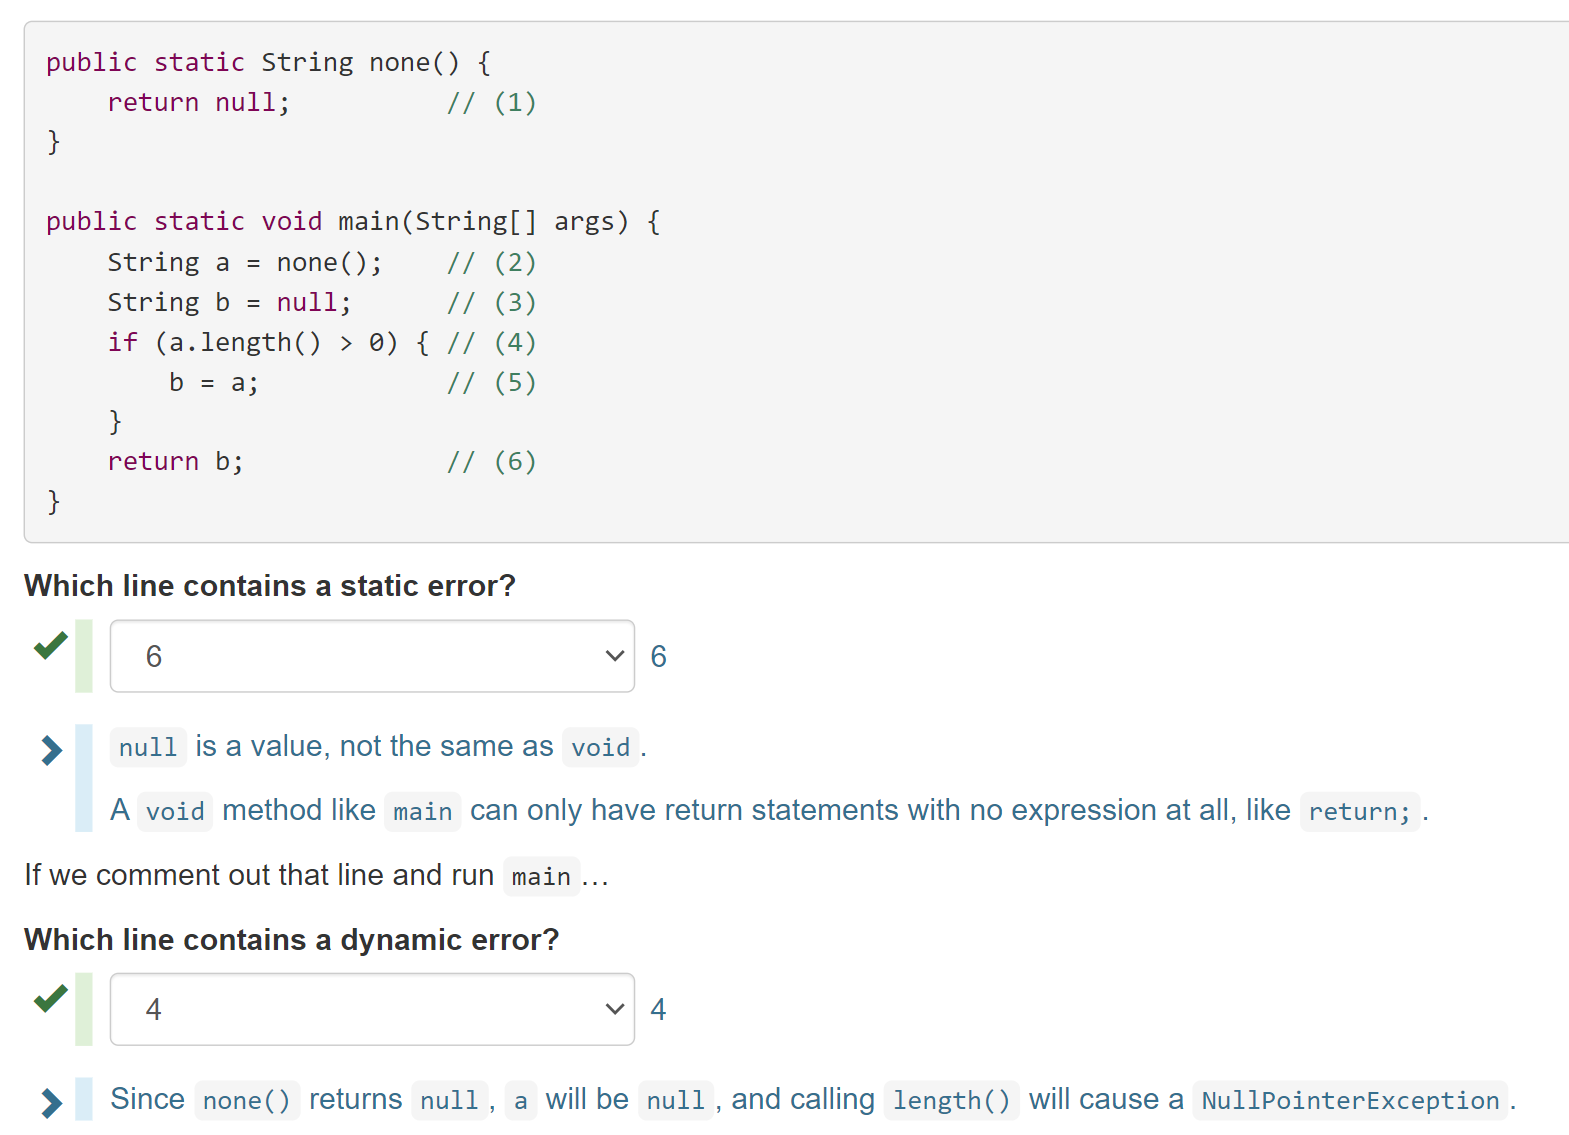 public static String none() {
    return null;          // (1)
}
public static void main(String[] args) {
    String a = none();    // (2)
    String b = null;      // (3)
    if (a.length() > 0) { // (4)
        b = a;            // (5)
    }
    return b;             // (6)
}
Which line contains a static error?
6 6
null is a value, not the same as void.
A void method like main can only have return statements with no expression at all, like return;.
If we comment out that line and run main…
Which line contains a dynamic error?
4 4
Since none() returns null, a will be null, and calling length() will cause a NullPointerException.